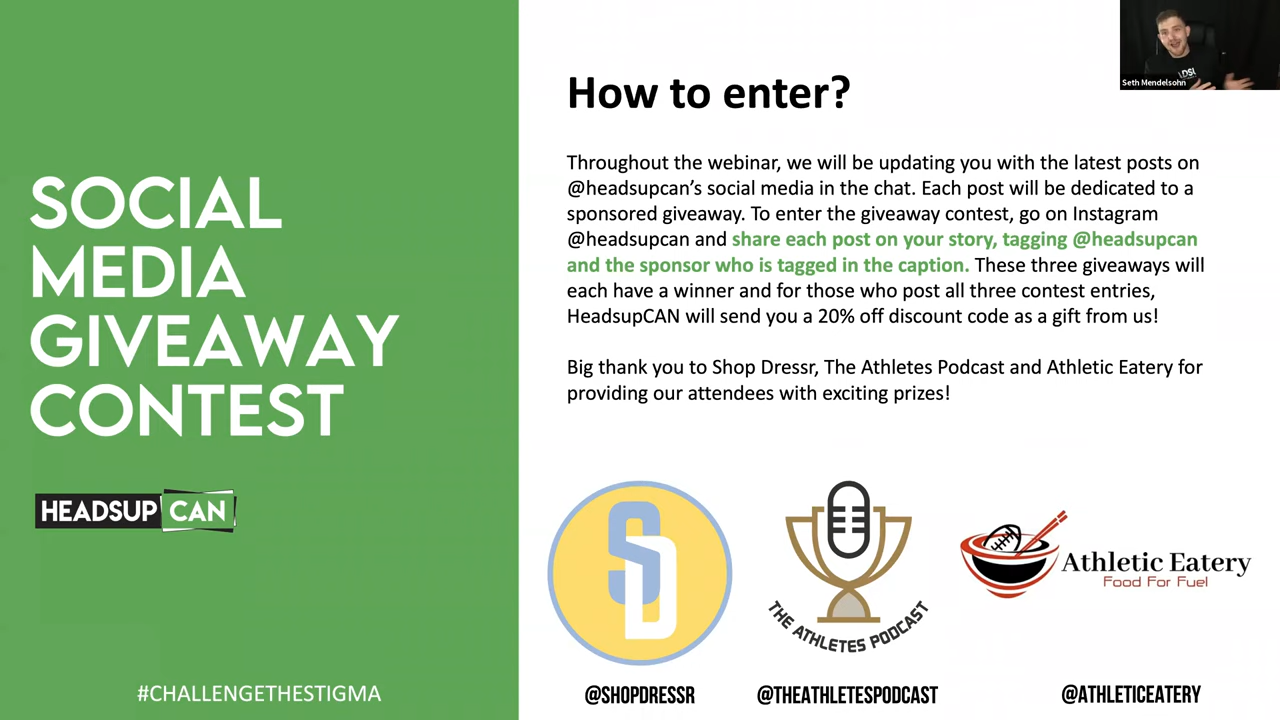 SOCIAL
MEDIA
GIVEAWAY
CONTEST
HEADSUP CAN
#CHALLENGETHESTIGMA
How to enter?
Throughout the webinar, we will be updating you with the latest posts on
@headsupcan’s social media in the chat. Each post will be dedicated to a
sponsored giveaway. To enter the giveaway contest, go on Instagram
@headsupcan and share each post on your story, tagging @headsupcan
and the sponsor who is tagged in the caption. These three giveaways will
each have a winner and for those who post all three contest entries,
HeadsupCAN will send you a 20% off discount code as a gift from us!
Big thank you to Shop Dressr, The Athletes Podcast and Athletic Eatery for
providing our attendees with exciting prizes!
SD
THE ATHLETES PODCAST
Athletic Eatery
Food For Fuel
@SHOPDRESSR
@THEATHLETESPODCAST
@ATHLETICEATERY
Seth Mendelsohn